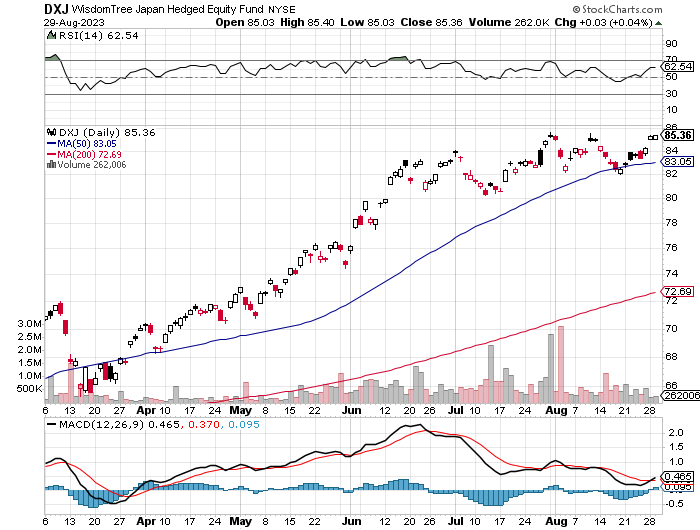 DXJ WisdomTree Japan Hedged Equity Fund NYSE
© StockCharts.com
29-Aug-2023
Open 85.03 High 85.40 Low 85.03 Close 85.36 Volume 262.0K Chg +0.03 (+0.04%)
RSI(14) 62.54
90
70
62.54
50
30
10
DXJ (Daily) 85.36
MA(50) 83.05
MA(200) 72.69
Volume 262,006
86
85.36
84
83.05
82
80
78
76
74
72.69
72
70
68
66
262006
3.0M
2.5M
2.0M
1.5M
1.0M
500K
6 13 20 27 Apr 10 17 24 May 8 15 22 Jun 12 20 26 Jul 10 17 24 Aug 7 14 21 28
MACD(12,26,9) 0.465, 0.370, 0.095
2.0
1.5
1.0
0.465
0.095
-0.5
6 13 20 27 Apr 10 17 24 May 8 15 22 Jun 12 20 26 Jul 10 17 24 Aug 7 14 21 28